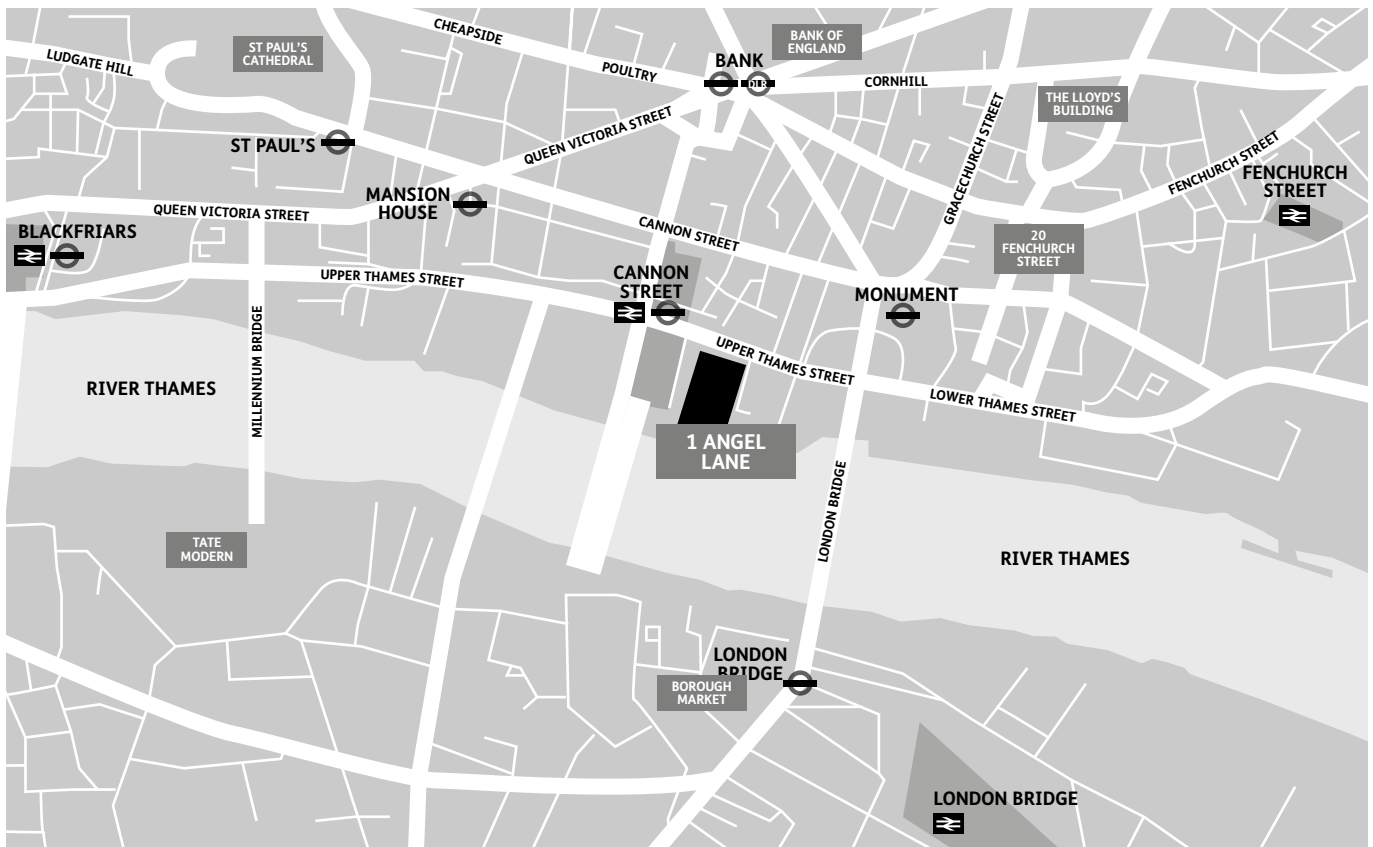 CHEAPSIDE
BANK OF
ENGLAND
ST PAUL'S
CATHEDRAL
LUDGATE HILL
POULTRY
BANK
DLR
CORNHILL
THE LLOYD'S
BUILDING
ST PAUL'S
QUEEN VICTORIA STREET
GRACECHURCH STREET
FENCHURCH STREET
FENCHURCH
STREET
MANSION
HOUSE
QUEEN VICTORIA STREET
BLACKFRIARS
CANNON STREET
20
FENCHURCH
STREET
UPPER THAMES STREET
CANNON
STREET
MONUMENT
MILLENNIUM BRIDGE
UPPER THAMES STREET
RIVER THAMES
LOWER THAMES STREET
1 ANGEL
LANE
LONDON BRIDGE
TATE
MODERN
RIVER THAMES
LONDON
BRIDGE
BOROUGH
MARKET
LONDON BRIDGE